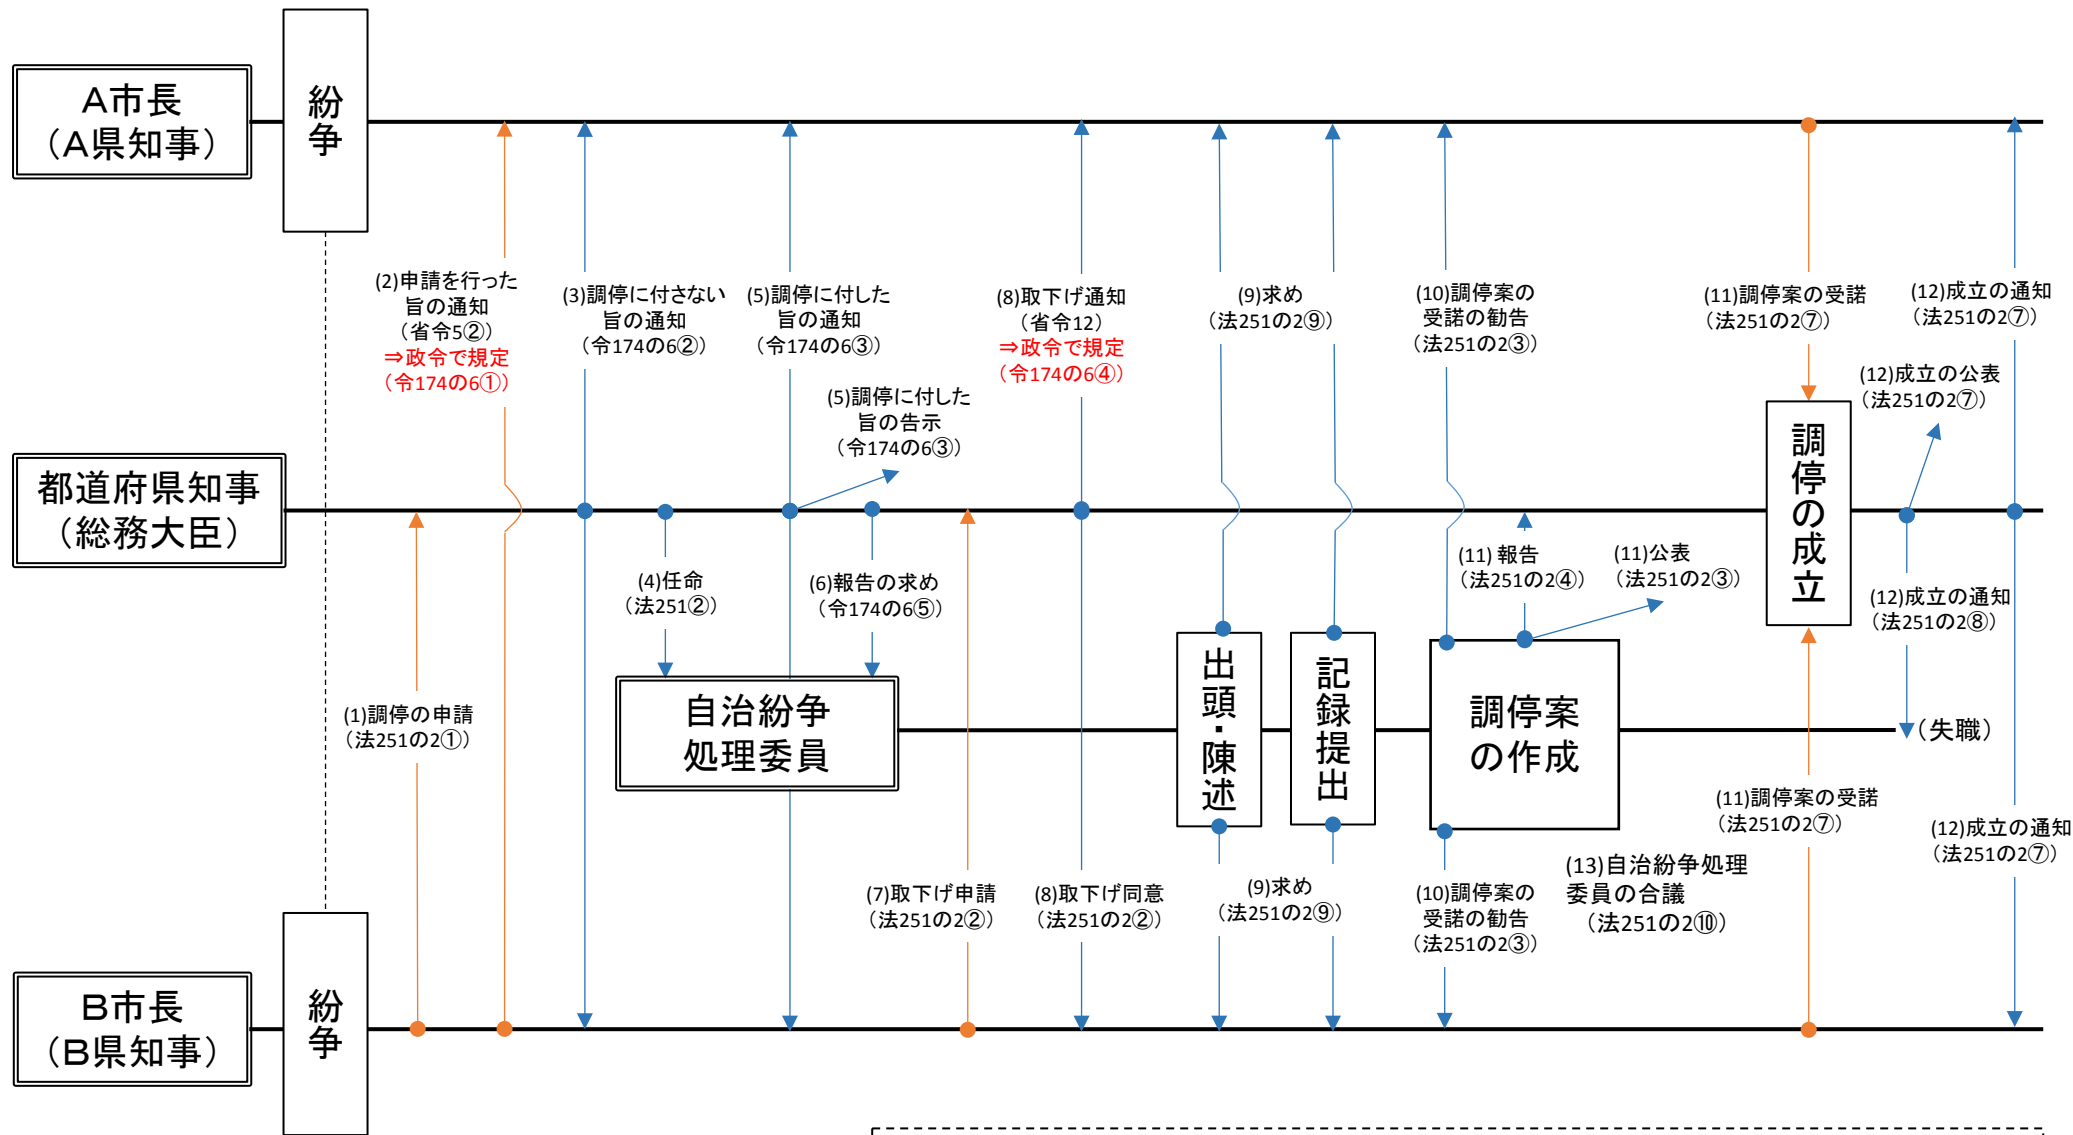 A市長
（A県知事）
紛争
(2)申請を行った
旨の通知
（省令5②）
⇒政令で規定
（令174の6①）
(3)調停に付さない
旨の通知
（令174の6②）
(5)調停に付した
旨の通知
（令174の6③）
(8)取下げ通知
（省令12）
⇒政令で規定
（令174の6④）
(9)求め
（法251の2⑨）
(10)調停案の
受諾の勧告
（法251の2③）
(11)調停案の受諾
（法251の2⑦）
(12)成立の通知
（法251の2⑦）
(5)調停に付した
旨の告示
（令174の6③）
(12)成立の公表
（法251の2⑦）
都道府県知事
（総務大臣）
調停の成立
(4)任命
（法251②）
(6)報告の求め
（令174の6⑤）
(11) 報告
（法251の2④）
(11)公表
（法251の2③）
(12)成立の通知
（法251の2⑧）
(1)調停の申請
（法251の2①）
自治紛争
処理委員
出頭・陳述
記録提出
調停案
の作成
（失職）
(11)調停案の受諾
（法251の2⑦）
(12)成立の通知
（法251の2⑦）
(7)取下げ申請
（法251の2②）
(8)取下げ同意
（法251の2②）
(9)求め
（法251の2⑨）
(10)調停案の
受諾の勧告
（法251の2③）
(13)自治紛争処理
委員の合議
（法251の2⑩）
B市長
（B県知事）
紛争